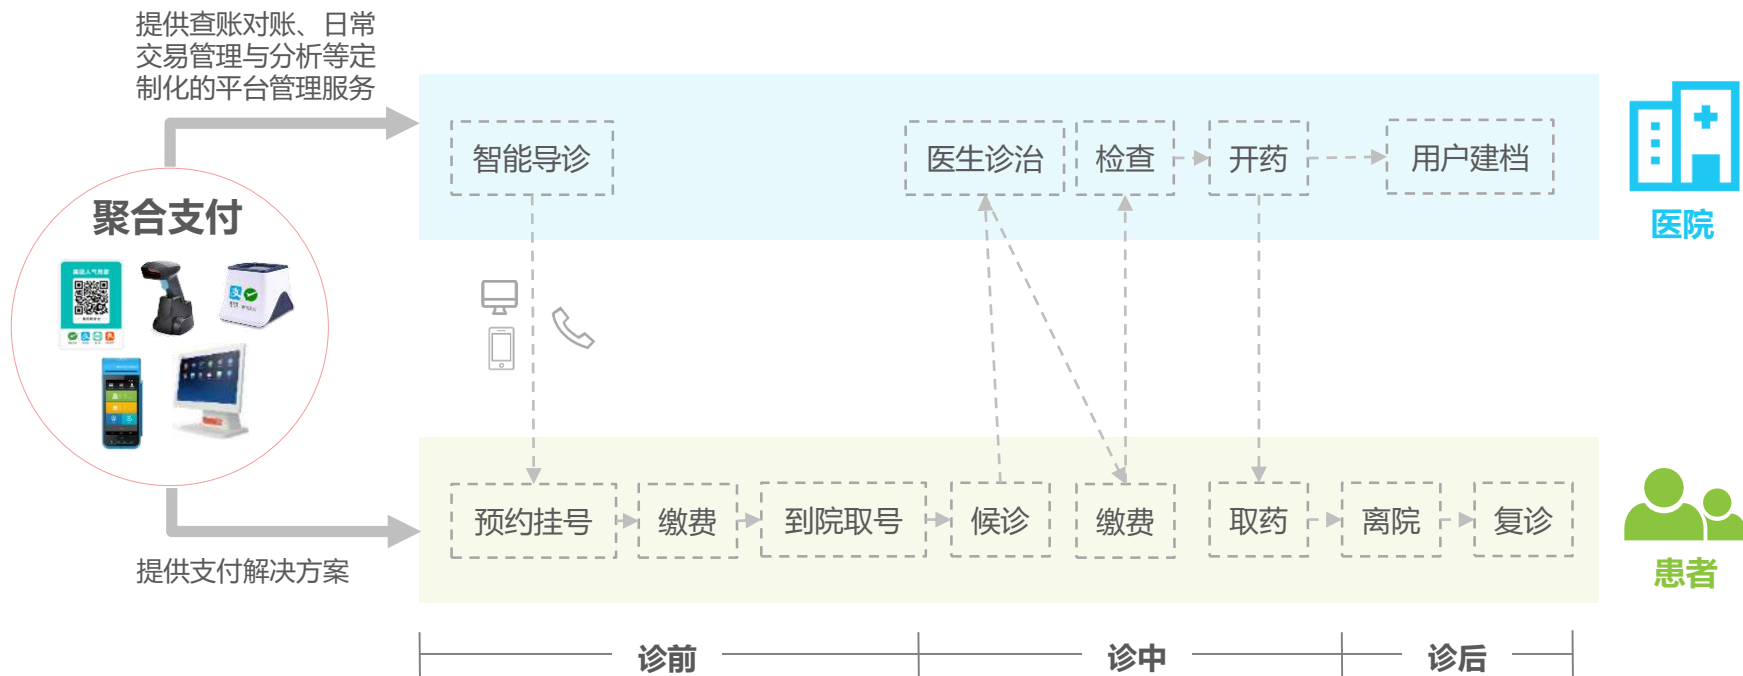 提供查账对账、日常
交易管理与分析等定
制化的平台管理服务
聚合支付
提供支付解决方案
智能导诊
医生诊治
检查
开药
用户建档
医院
预约挂号
缴费
到院取号
候诊
缴费
取药
离院
复诊
患者
诊前
诊中
诊后